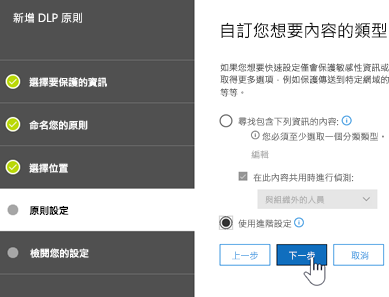 新增 DLP 原則
選擇要保護的資訊
命名您的原則
選擇位置
原則設定
檢閱您的設定
自訂您想要內容的類型
如果您想要快速設定僅會保護敏感性資訊或
取得更多選項，例如保護傳送到特定網域的
等等。
尋找包含下列資訊的內容:
您必須至少選取一個分類類型。
編輯
在此內容共用時進行偵測:
與組織外的人員
使用進階設定
上一步
下一步
取消